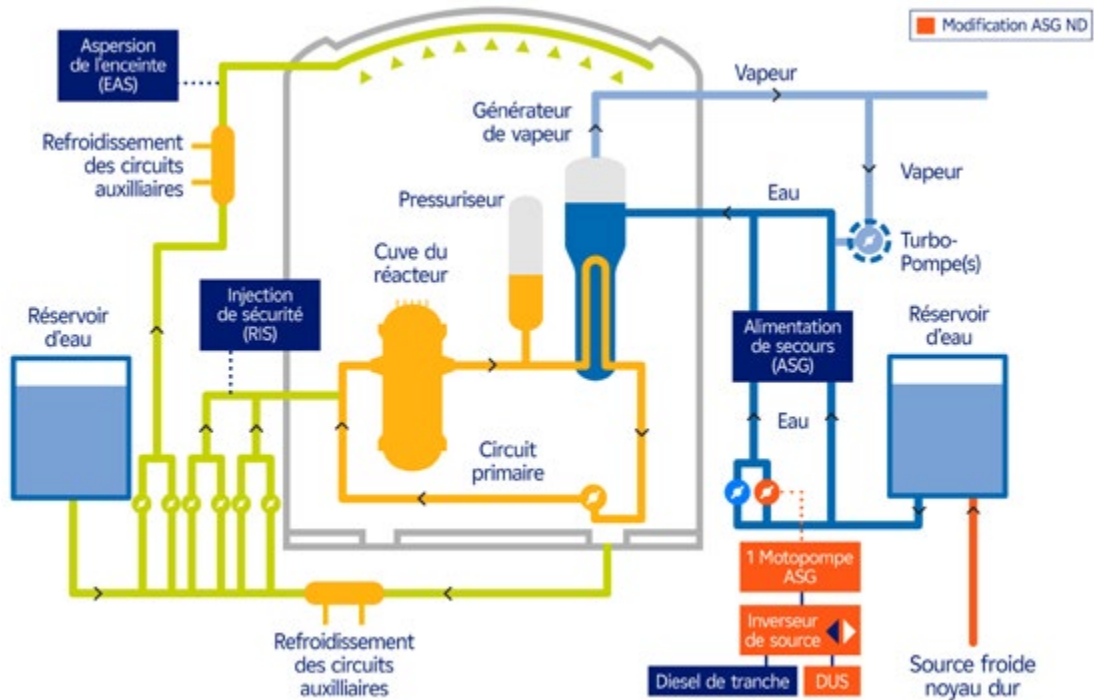 Modification ASG ND
Aspersion
de l'enceinte
(EAS)
Vapeur
Générateur
de vapeur
Refroidissement
des circuits
auxilliaires
Vapeur
Pressuriseur
Eau
Turbo-
Pompe(s)
Cuve du
réacteur
Injection
de sécurité
(RIS)
Réservoir
d'eau
Alimentation
de secours
(ASG)
Réservoir
d'eau
Eau
Circuit
primaire
1 Motopompe
ASG
Inverseur
de source
Refroidissement
des circuits
auxilliaires
Diesel de tranche
DUS
Source froide
noyau dur